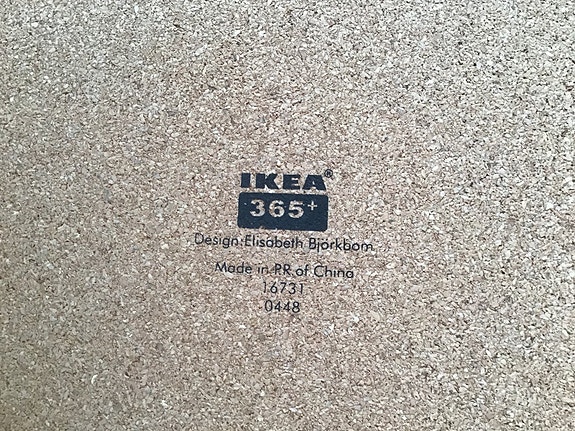 IKEA®
365+
Design:Elisabeth Björkbom
Made in PR of China
16731
0448